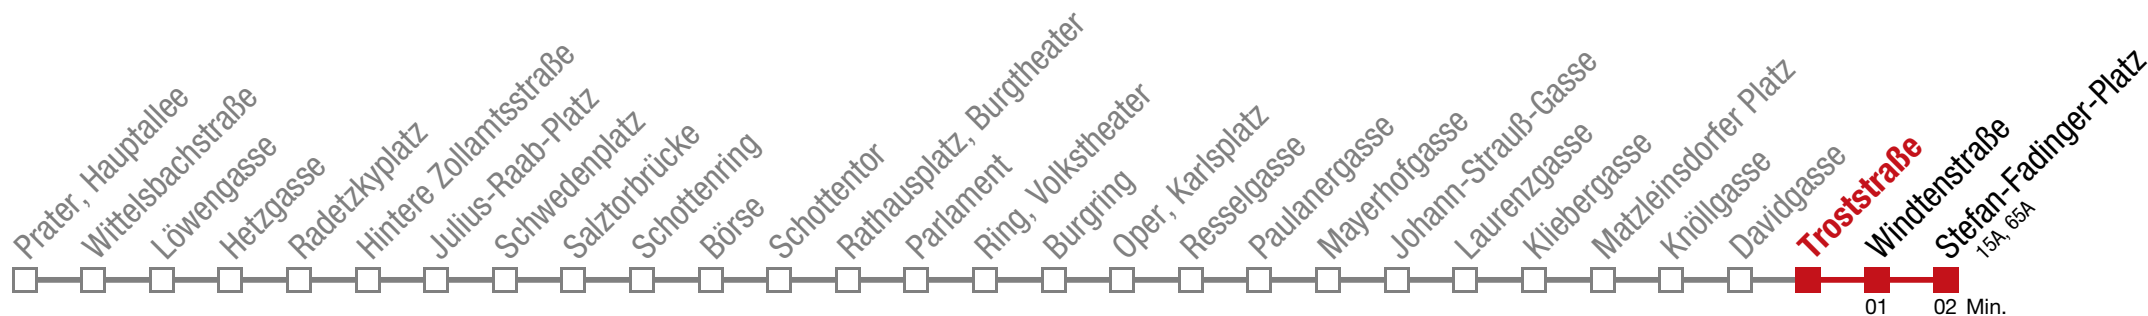 Prater, Hauptallee
Wittelsbachstraße
Löwengasse
Hetzgasse
Radetzkyplatz
Hintere Zollamtsstraße
Julius-Raab-Platz
Schwedenplatz
Salztorbrücke
Schottenring
Börse
Schottentor
Rathausplatz, Burgtheater
Parlament
Ring, Volkstheater
Burgring
Oper, Karlsplatz
Resselgasse
Paulanergasse
Mayerhofgasse
Johann-Strauß-Gasse
Laurenzgasse
Kliebergasse
Matzleinsdorfer Platz
Knöllgasse
Davidgasse
Troststraße
Windtenstraße
Stefan-Fadinger-Platz
15A, 65A
01 02 Min.